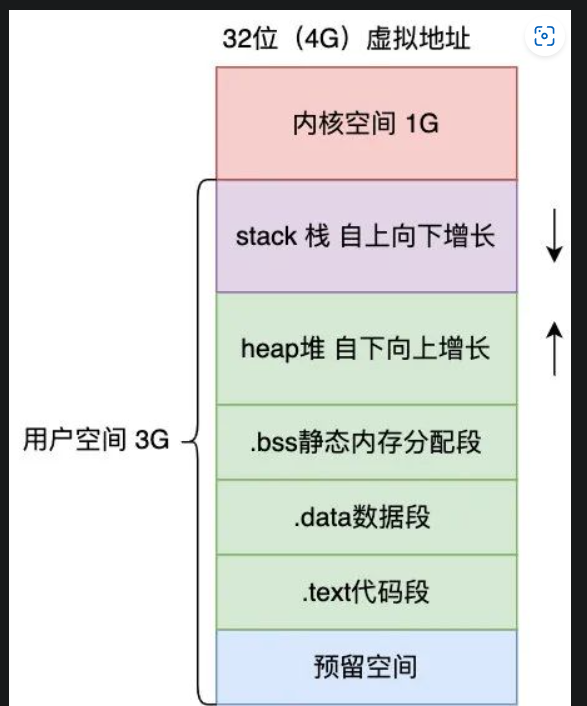 32位（4G）虚拟地址
内核空间 1G
stack 栈 自上向下增长
heap堆 自下向上增长
用户空间 3G
.bss静态内存分配段
.data数据段
.text代码段
预留空间